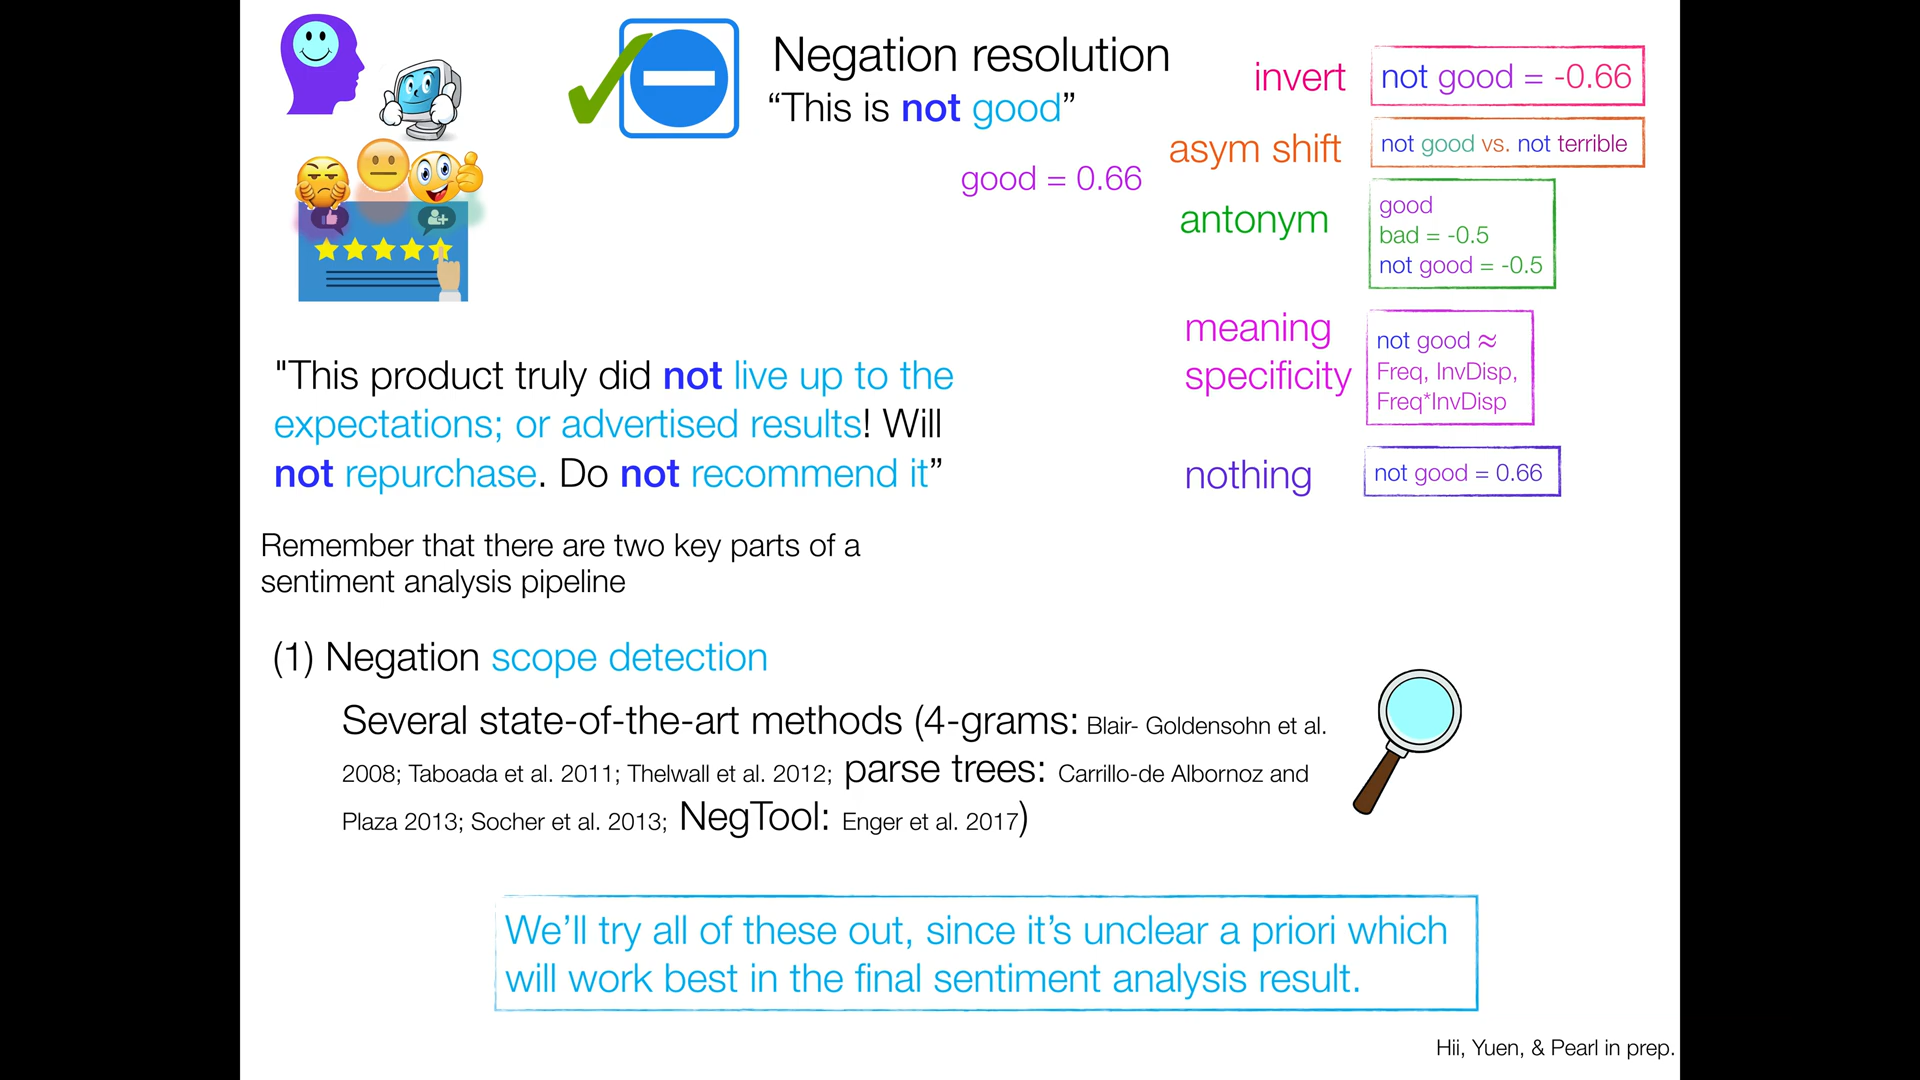 Negation resolution
“This is not good”
good = 0.66
invert
not good = -0.66
asym shift
not good vs. not terrible
antonym
good
bad = -0.5
not good = -0.5
meaning
specificity
not good ≈
Freq, InvDisp,
Freq*InvDisp
nothing
not good = 0.66
"This product truly did not live up to the
expectations; or advertised results! Will
not repurchase. Do not recommend it”
Remember that there are two key parts of a
sentiment analysis pipeline
(1) Negation scope detection
Several state-of-the-art methods (4-grams: Blair- Goldensohn et al.
2008; Taboada et al. 2011; Thelwall et al. 2012; parse trees: Carrillo-de Albornoz and
Plaza 2013; Socher et al. 2013; NegTool: Enger et al. 2017)
We’ll try all of these out, since it’s unclear a priori which
will work best in the final sentiment analysis result.
Hii, Yuen, & Pearl in prep.